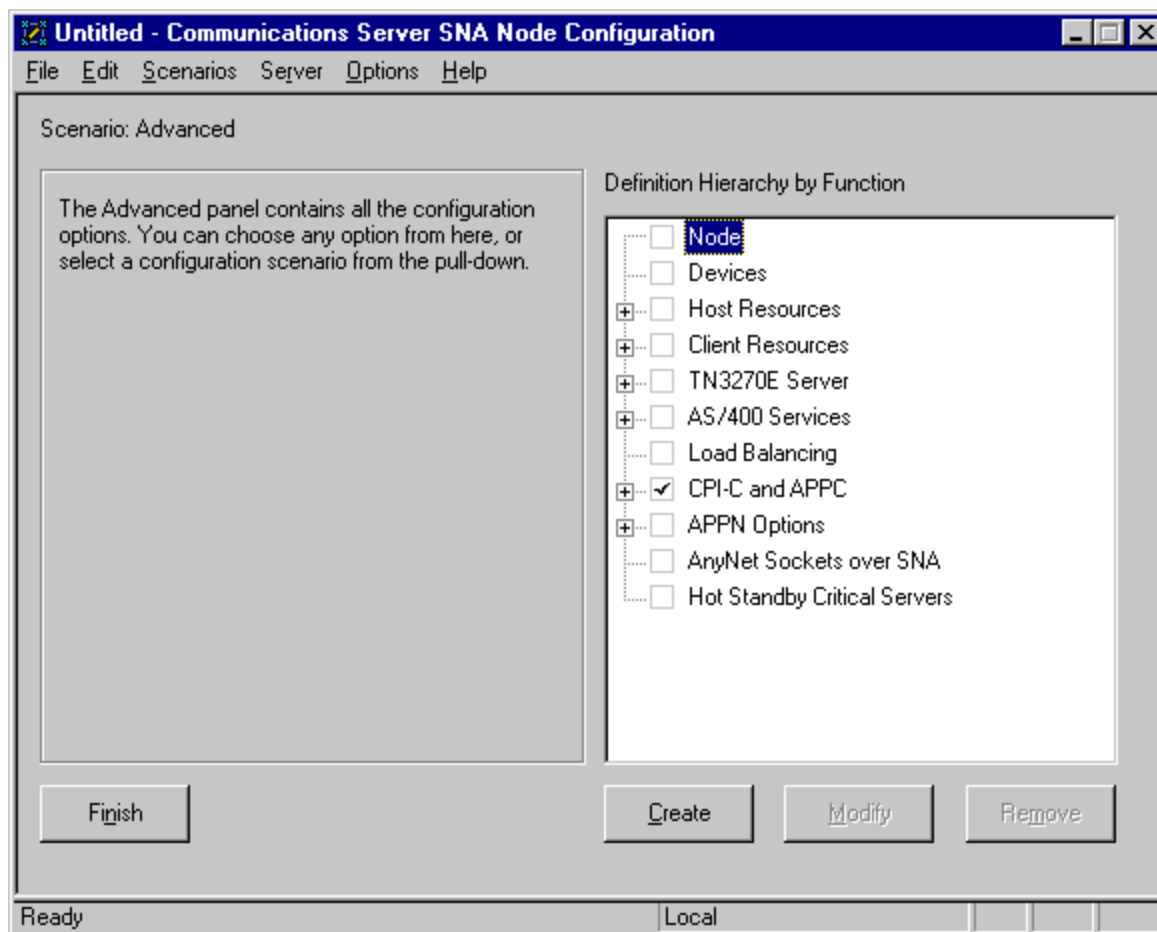 Untitled - Communications Server SNA Node Configuration
File Edit Scenarios Server Options Help
Scenario: Advanced
The Advanced panel contains all the configuration
options. You can choose any option from here, or
select a configuration scenario from the pull-down.
Definition Hierarchy by Function
Node
Devices
Host Resources
Client Resources
TN3270E Server
AS/400 Services
Load Balancing
CPI-C and APPC
APPN Options
AnyNet Sockets over SNA
Hot Standby Critical Servers
Finish
Create
Modify
Remove
Ready
Local